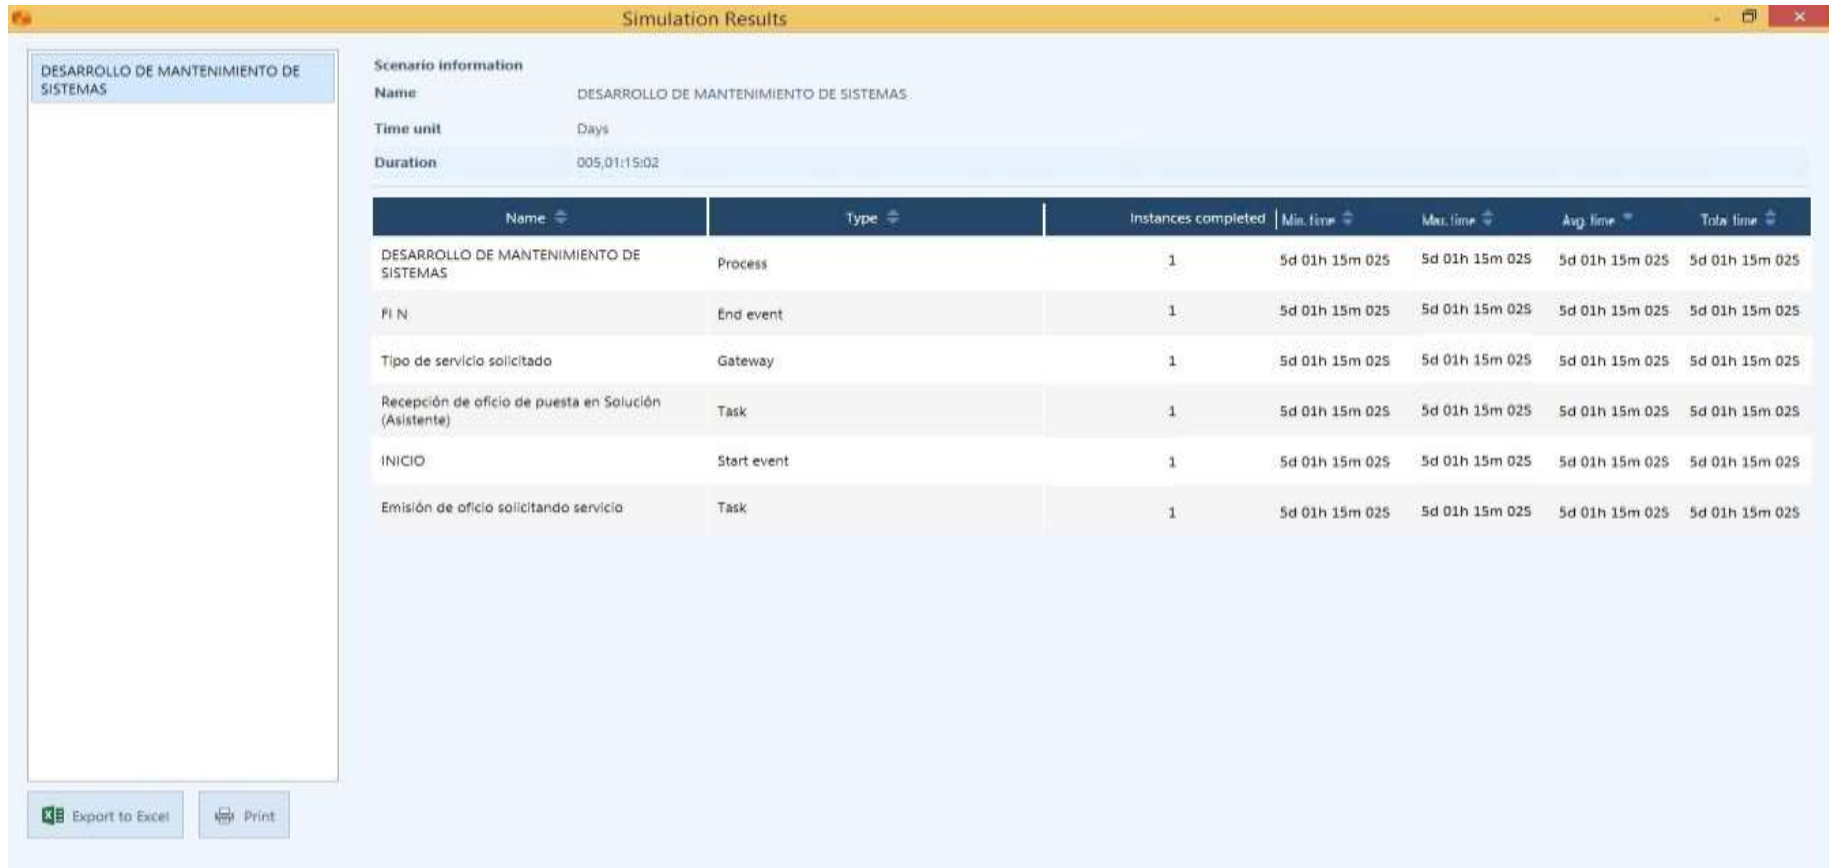 Simulation Results
DESARROLLO DE MANTENIMIENTO DE
SISTEMAS
Scenario information
Name DESARROLLO DE MANTENIMIENTO DE SISTEMAS
Time unit Days
Duration 005,01:15:02
Name Type Instances completed Min. time Max. time Avg. time Total time
DESARROLLO DE MANTENIMIENTO DE
SISTEMAS Process 1 5d 01h 15m 02S 5d 01h 15m 02S 5d 01h 15m 02S 5d 01h 15m 02S
FI N End event 1 5d 01h 15m 02S 5d 01h 15m 02S 5d 01h 15m 02S 5d 01h 15m 02S
Tipo de servicio solicitado Gateway 1 5d 01h 15m 02S 5d 01h 15m 02S 5d 01h 15m 02S 5d 01h 15m 02S
Recepción de oficio de puesta en Solución
(Asistente) Task 1 5d 01h 15m 02S 5d 01h 15m 02S 5d 01h 15m 02S 5d 01h 15m 02S
INICIO Start event 1 5d 01h 15m 02S 5d 01h 15m 02S 5d 01h 15m 02S 5d 01h 15m 02S
Emisión de oficio solicitando servicio Task 1 5d 01h 15m 02S 5d 01h 15m 02S 5d 01h 15m 02S 5d 01h 15m 02S
Export to Excel Print